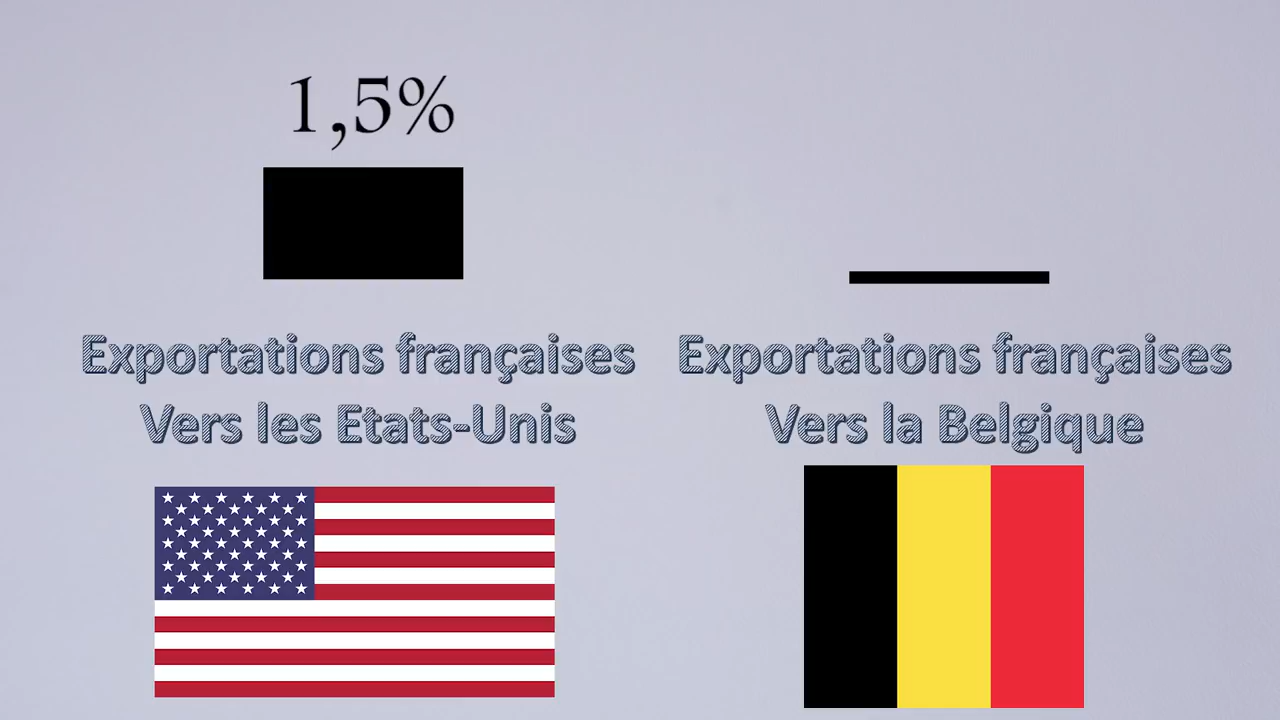 1,5%
Exportations françaises
Vers les Etats-Unis
Exportations françaises
Vers la Belgique